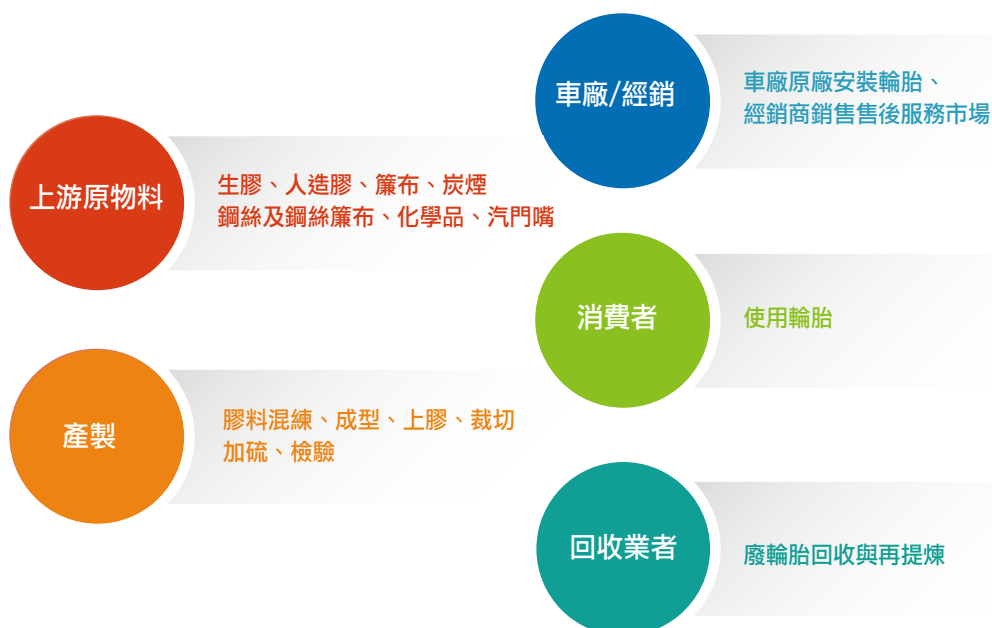 上游原物料
生膠、人造膠、簾布、炭煙
鋼絲及鋼絲簾布、化學品、汽門嘴
產製
膠料混練、成型、上膠、裁切
加硫、檢驗
車廠/經銷
車廠原廠安裝輪胎、
經銷商銷售售後服務市場
消費者
使用輪胎
回收業者
廢輪胎回收與再提煉